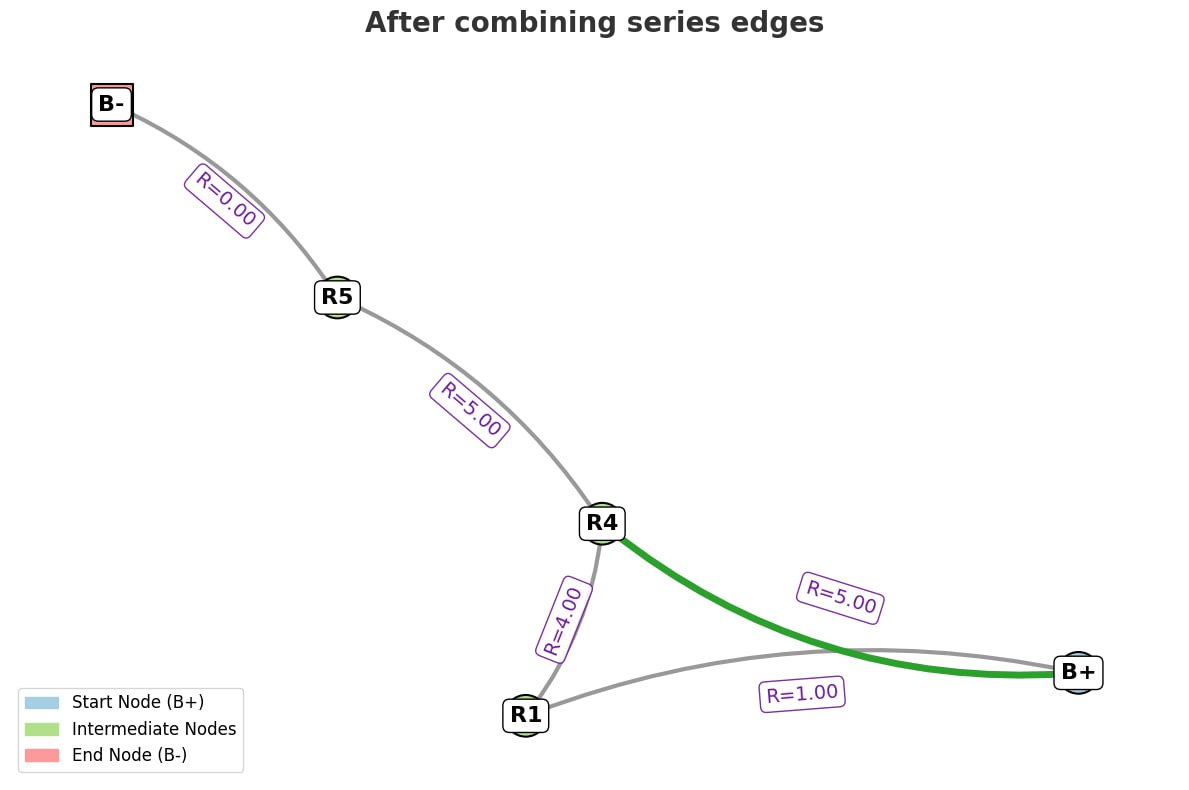 After combining series edges
B-
R=0.00
R5
R=5.00
R4
R=4.00
R=5.00
B+
R=1.00
R1
Start Node (B+)
Intermediate Nodes
End Node (B-)